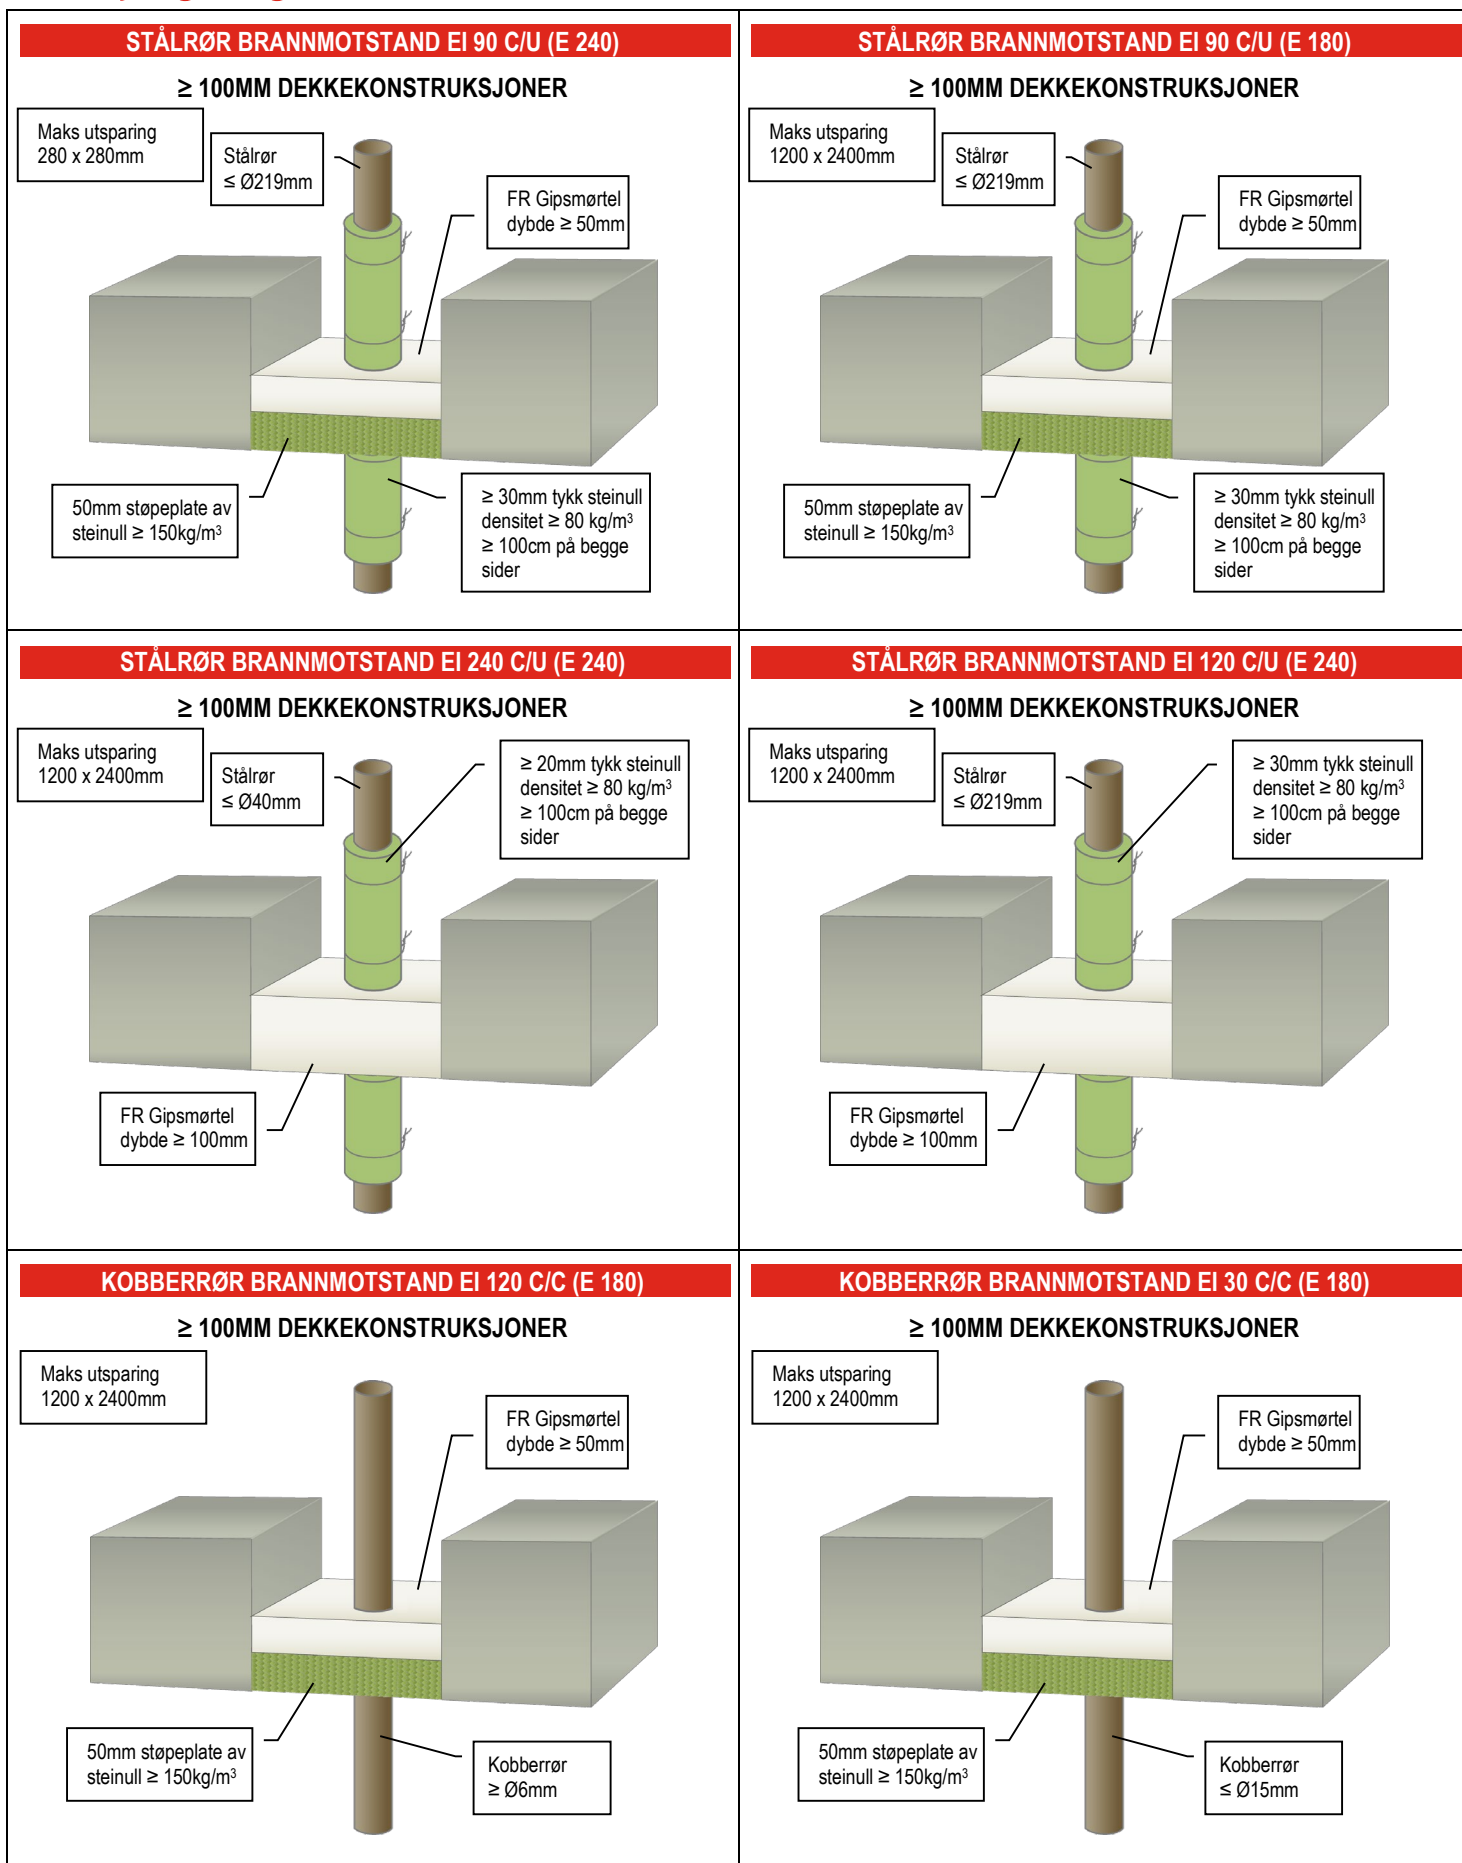 STÅLRØR BRANNMOTSTAND EI 90 C/U (E 240)
≥ 100MM DEKKEKONSTRUKSJONER
Maks utsparing
280 x 280mm
Stålrør
≤ Ø219mm
FR Gipsmørtel
dybde ≥ 50mm
50mm støpeplate av
steinull ≥ 150kg/m³
≥ 30mm tykk steinull
densitet ≥ 80 kg/m³
≥ 100cm på begge
sider
STÅLRØR BRANNMOTSTAND EI 90 C/U (E 180)
≥ 100MM DEKKEKONSTRUKSJONER
Maks utsparing
1200 x 2400mm
Stålrør
≤ Ø219mm
FR Gipsmørtel
dybde ≥ 50mm
50mm støpeplate av
steinull ≥ 150kg/m³
≥ 30mm tykk steinull
densitet ≥ 80 kg/m³
≥ 100cm på begge
sider
STÅLRØR BRANNMOTSTAND EI 240 C/U (E 240)
≥ 100MM DEKKEKONSTRUKSJONER
Maks utsparing
1200 x 2400mm
Stålrør
≤ Ø40mm
≥ 20mm tykk steinull
densitet ≥ 80 kg/m³
≥ 100cm på begge
sider
FR Gipsmørtel
dybde ≥ 100mm
STÅLRØR BRANNMOTSTAND EI 120 C/U (E 240)
≥ 100MM DEKKEKONSTRUKSJONER
Maks utsparing
1200 x 2400mm
Stålrør
≤ Ø219mm
≥ 30mm tykk steinull
densitet ≥ 80 kg/m³
≥ 100cm på begge
sider
FR Gipsmørtel
dybde ≥ 100mm
KOBBERRØR BRANNMOTSTAND EI 120 C/C (E 180)
≥ 100MM DEKKEKONSTRUKSJONER
Maks utsparing
1200 x 2400mm
FR Gipsmørtel
dybde ≥ 50mm
50mm støpeplate av
steinull ≥ 150kg/m³
Kobberrør
≥ Ø6mm
KOBBERRØR BRANNMOTSTAND EI 30 C/C (E 180)
≥ 100MM DEKKEKONSTRUKSJONER
Maks utsparing
1200 x 2400mm
FR Gipsmørtel
dybde ≥ 50mm
50mm støpeplate av
steinull ≥ 150kg/m³
Kobberrør
≤ Ø15mm